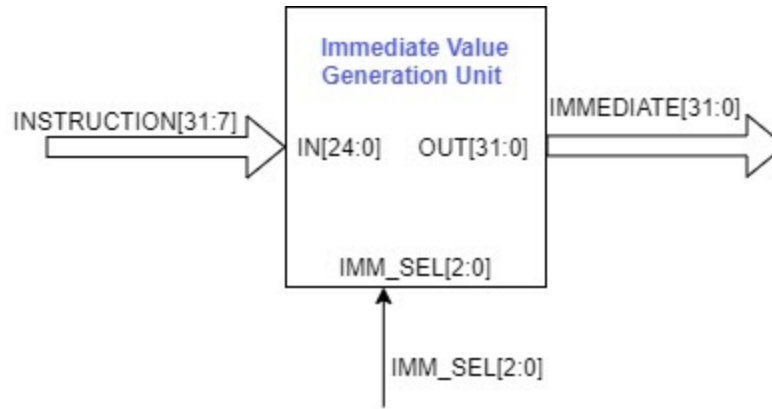 Immediate Value
Generation Unit
INSTRUCTION[31:7]
IMMEDIATE[31:0]
IN[24:0]
OUT[31:0]
IMM_SEL[2:0]
IMM_SEL[2:0]